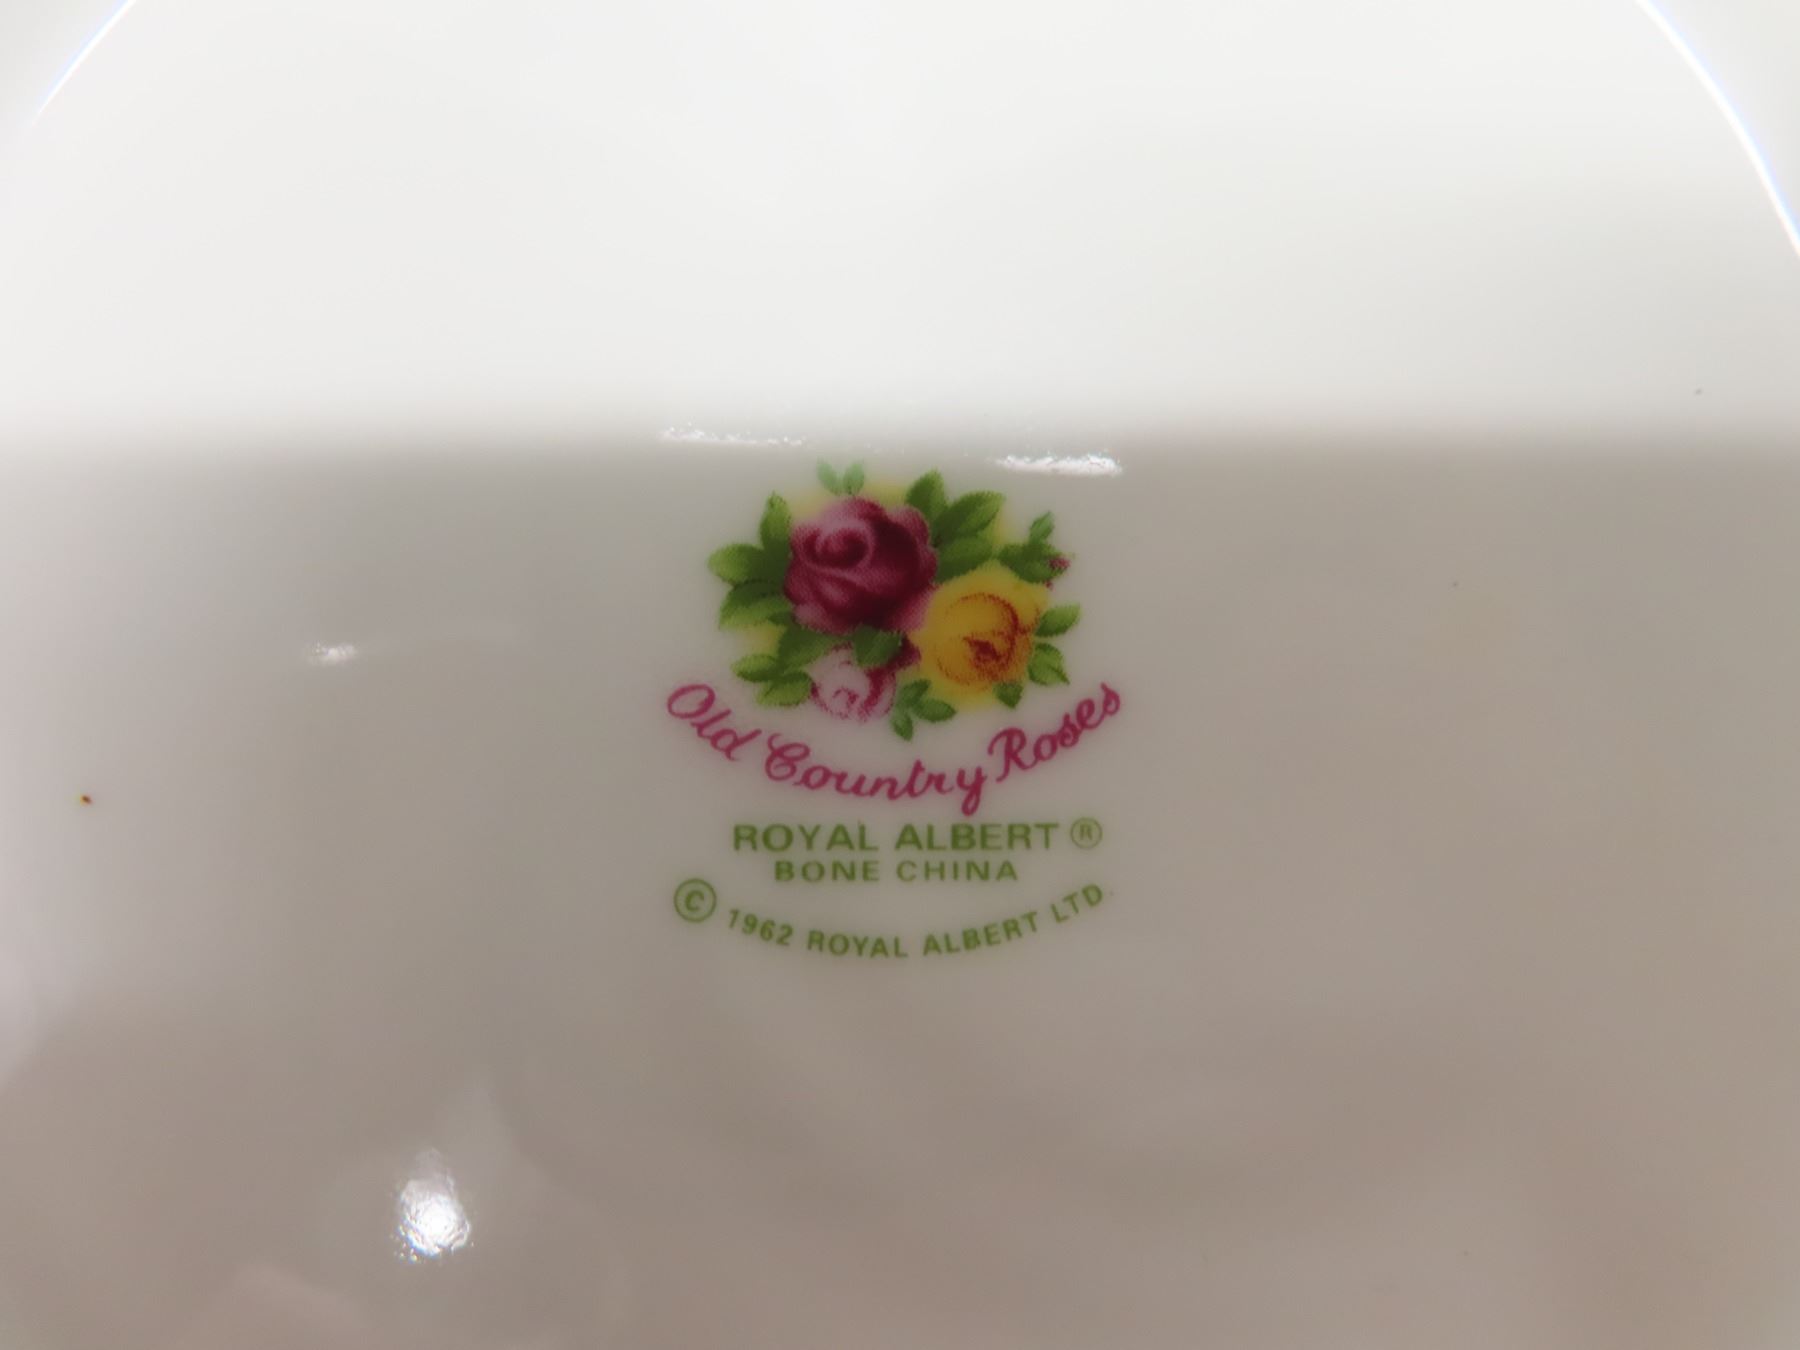 Old Country Roses
ROYAL ALBERT ®
BONE CHINA
© 1962 ROYAL ALBERT LTD.